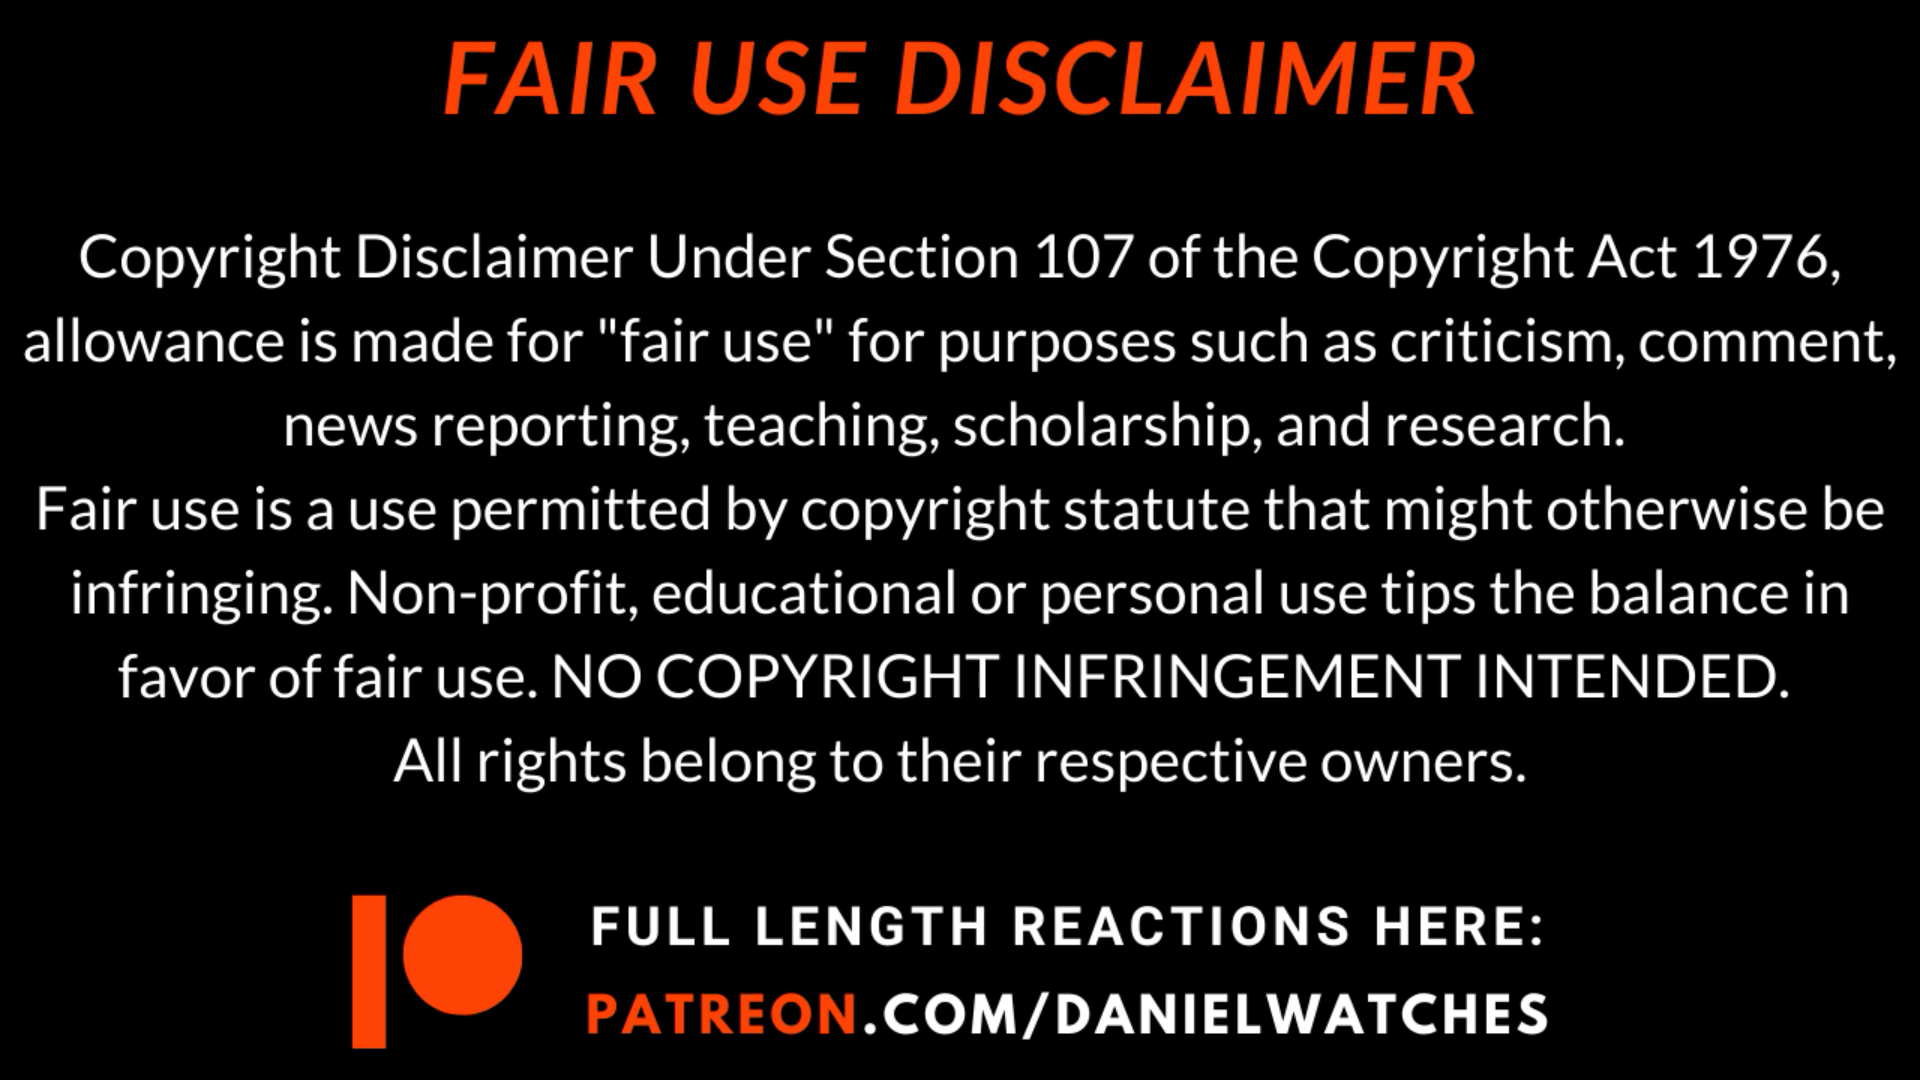 FAIR USE DISCLAIMER
Copyright Disclaimer Under Section 107 of the Copyright Act 1976,
allowance is made for "fair use" for purposes such as criticism, comment,
news reporting, teaching, scholarship, and research.
Fair use is a use permitted by copyright statute that might otherwise be
infringing. Non-profit, educational or personal use tips the balance in
favor of fair use. NO COPYRIGHT INFRINGEMENT INTENDED.
All rights belong to their respective owners.
FULL LENGTH REACTIONS HERE:
PATREON.COM/DANIELWATCHES